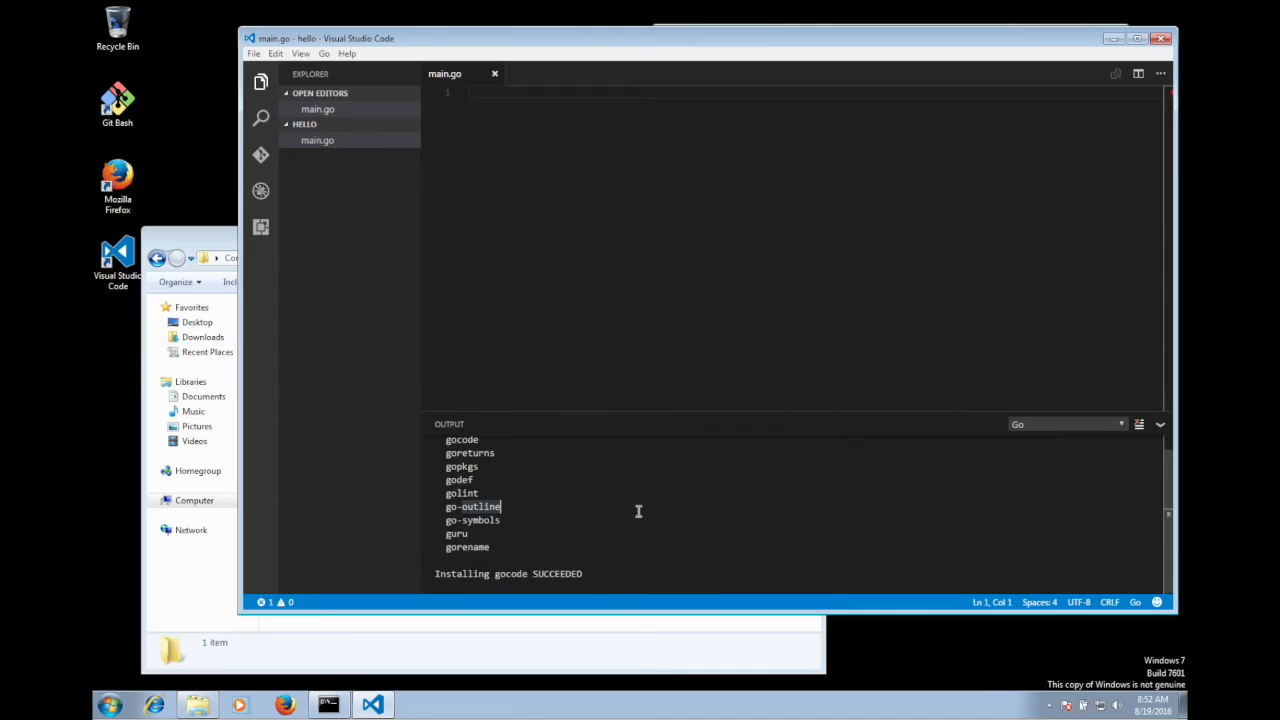 Recycle Bin
Git Bash
Mozilla
Firefox
Visual Studio
Code
main.go - hello - Visual Studio Code
File Edit View Go Help
EXPLORER
OPEN EDITORS
main.go
HELLO
main.go
main.go
1
OUTPUT
Go
gocode
goreturns
gopkgs
godef
golint
go-outline
go-symbols
guru
gorename
Installing gocode SUCCEEDED
1 0
Ln 1, Col 1 Spaces: 4 UTF-8 CRLF Go
Organize
Favorites
Desktop
Downloads
Recent Places
Libraries
Documents
Music
Pictures
Videos
Homegroup
Computer
Network
1 item
Windows 7
Build 7601
This copy of Windows is not genuine
8:52 AM
8/19/2016